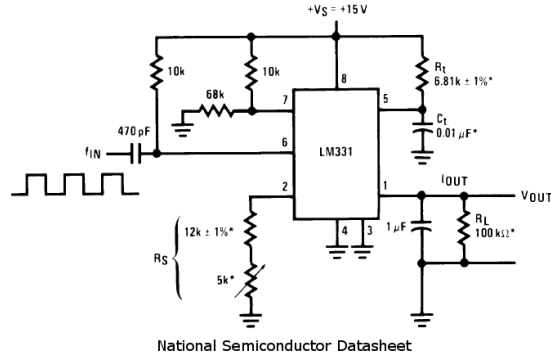 +VS = +15 V
10k
10k
Rt
6.81k ± 1%*
68k
8
7
5
Ct
0.01 µF*
470 pF
fIN
6
LM331
2
1
iOUT
VOUT
12k ± 1%*
RS
5k*
4
3
1 µF
RL
100 kΩ*
National Semiconductor Datasheet